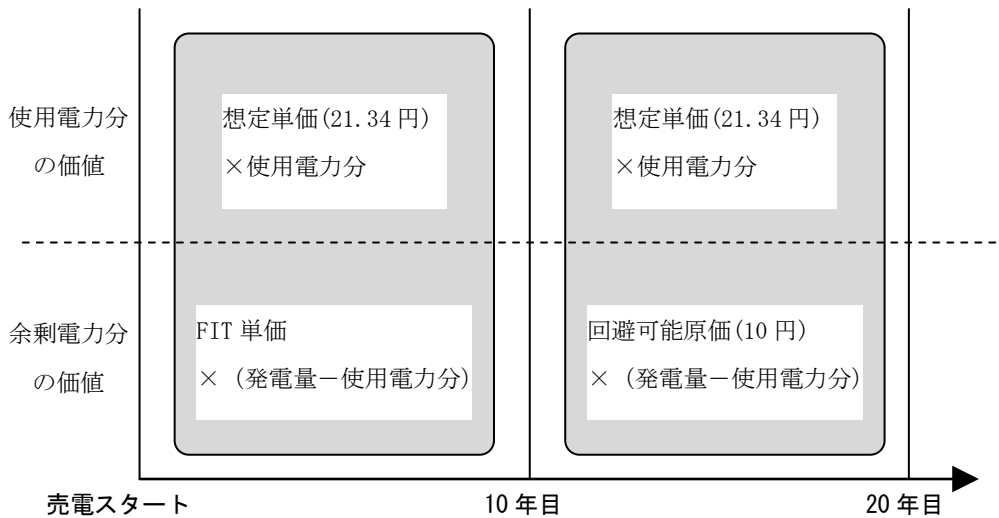 使用電力分
の価値
想定単価(21.34円)
×使用電力分
想定単価(21.34円)
×使用電力分
余剰電力分
の価値
FIT単価
×（発電量－使用電力分)
回避可能原価(10円)
×（発電量－使用電力分)
売電スタート
10年目
20年目